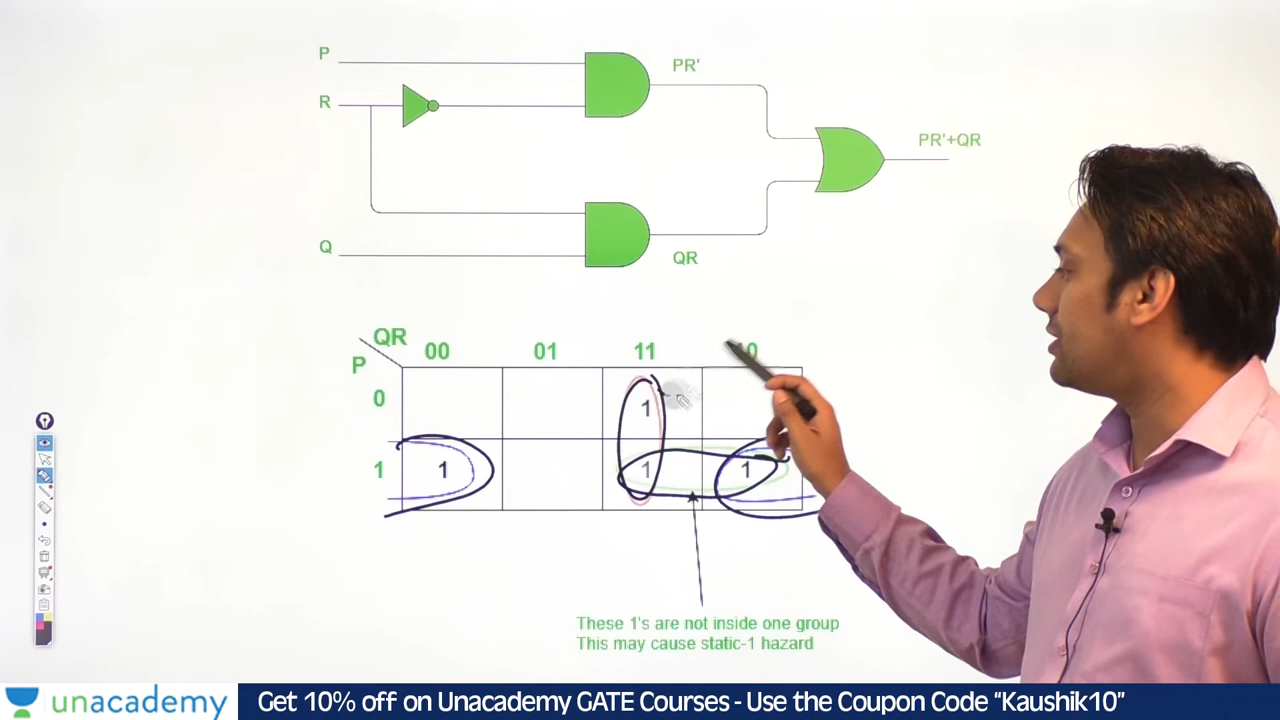 P
PR'
R
PR'+QR
Q
QR
QR
P
00
01
11
10
0
1
1
1
1
1
These 1's are not inside one group
This may cause static-1 hazard
unacademy
Get 10% off on Unacademy GATE Courses - Use the Coupon Code “Kaushik10”